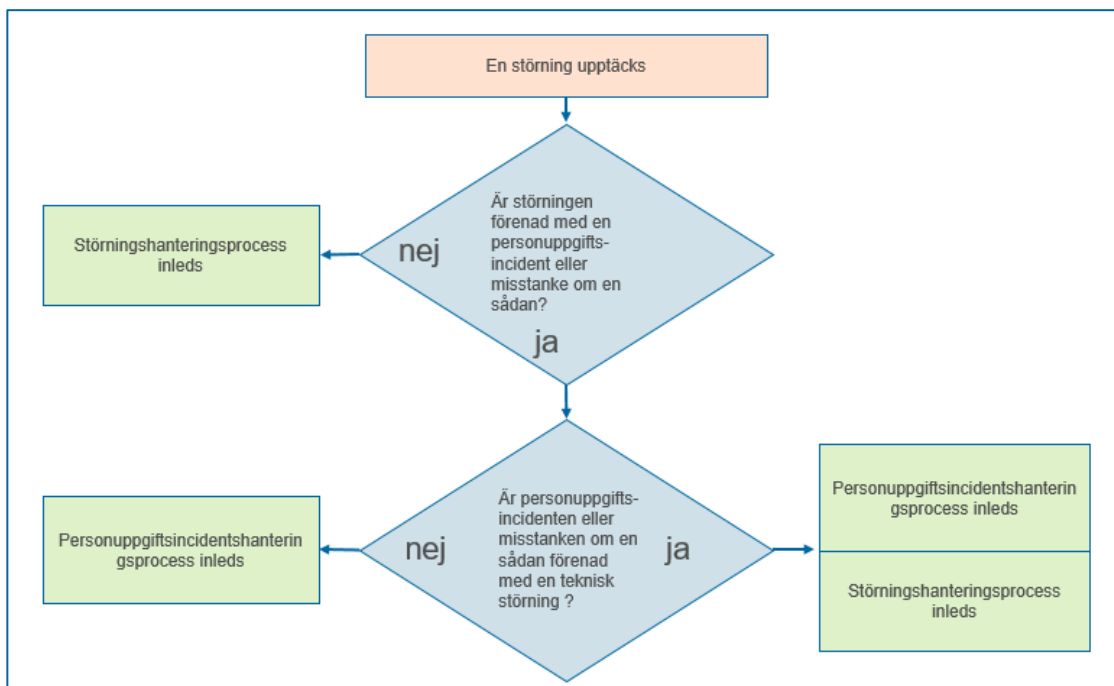 En störning upptäcks
Är störningen
förenad med en
personuppgifts-
incident eller
misstanke om en
sådan?
nej
ja
Störningshanteringsprocess
inleds
Är personuppgifts-
incidenten eller
misstanken om en
sådan förenad
med en teknisk
störning ?
nej
ja
Personuppgiftsincidentshanterin
gsprocess inleds
Personuppgiftsincidentshanterin
gsprocess inleds
Störningshanteringsprocess
inleds